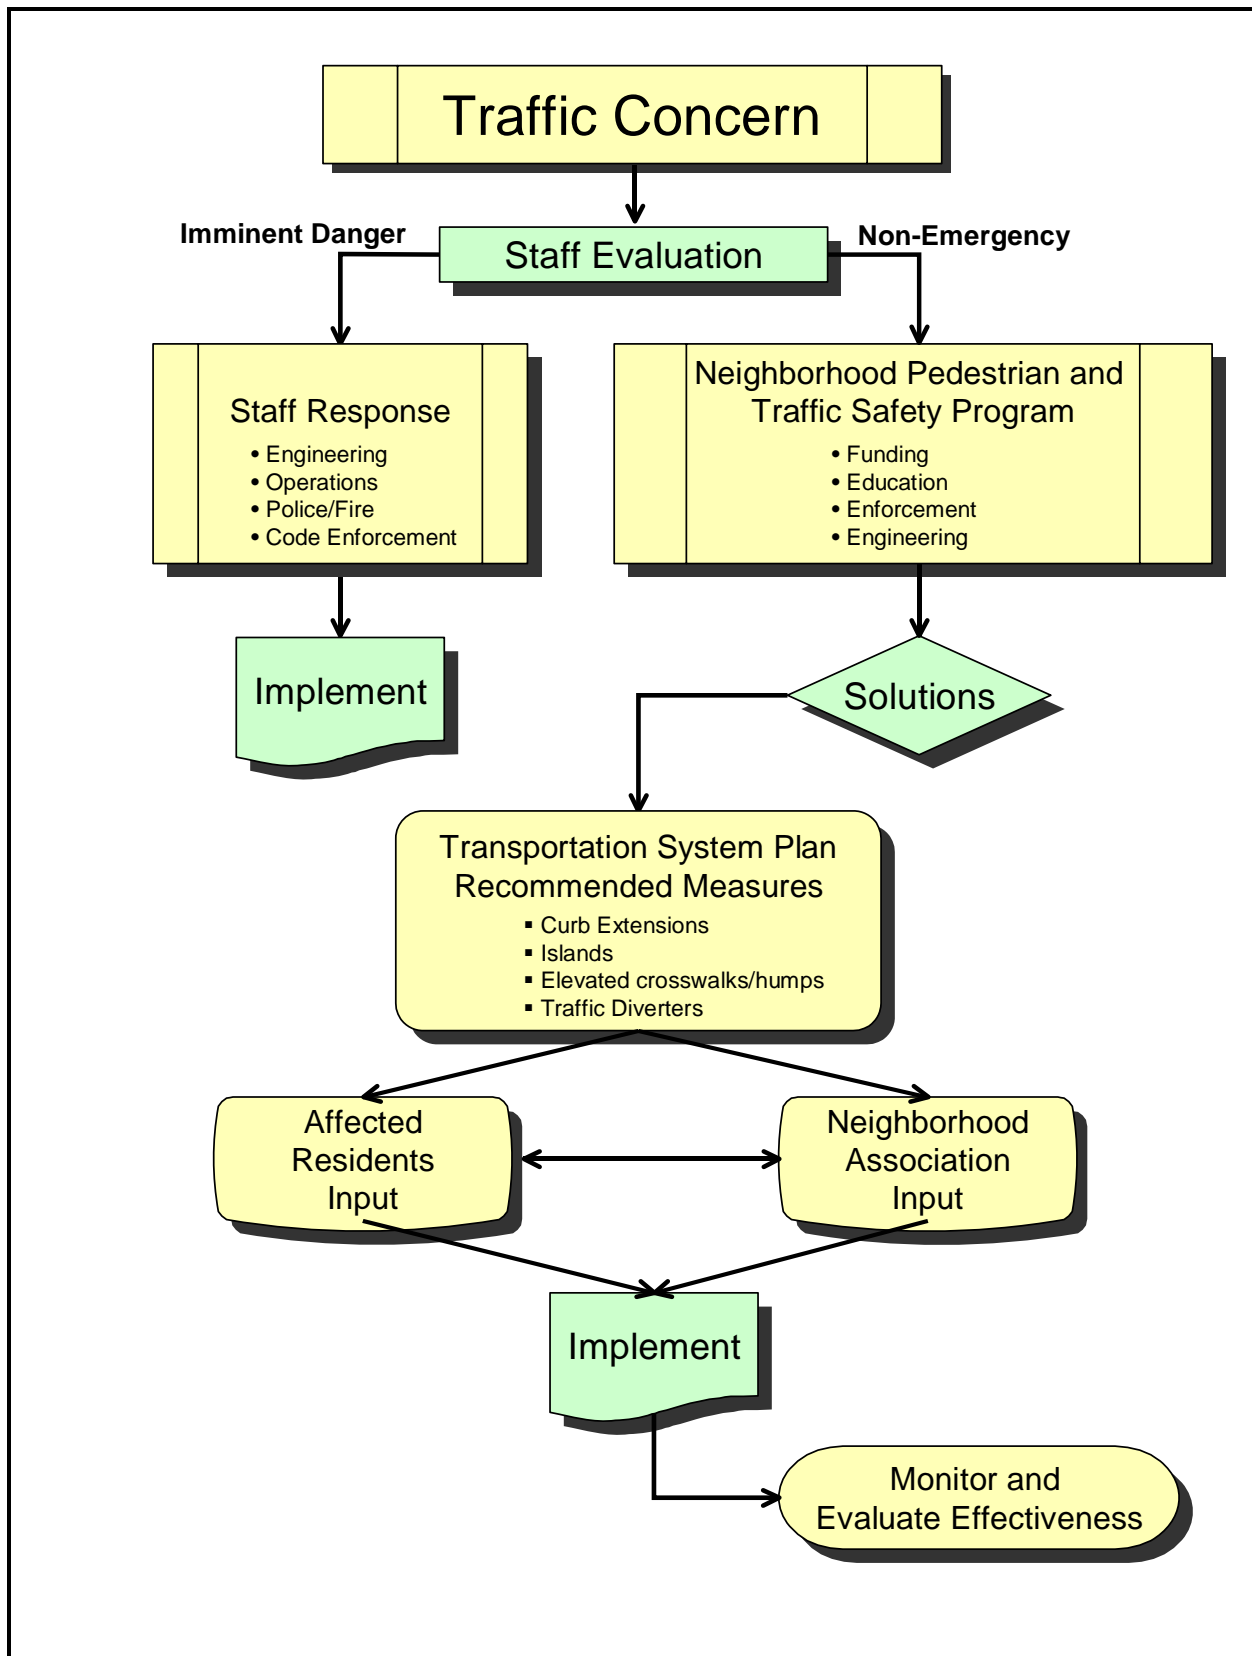 Traffic Concern
Imminent Danger
Staff Evaluation
Non-Emergency
Staff Response
• Engineering
• Operations
• Police/Fire
• Code Enforcement
Neighborhood Pedestrian and
Traffic Safety Program
• Funding
• Education
• Enforcement
• Engineering
Implement
Solutions
Transportation System Plan
Recommended Measures
▪ Curb Extensions
▪ Islands
▪ Elevated crosswalks/humps
▪ Traffic Diverters
Affected
Residents
Input
Neighborhood
Association
Input
Implement
Monitor and
Evaluate Effectiveness